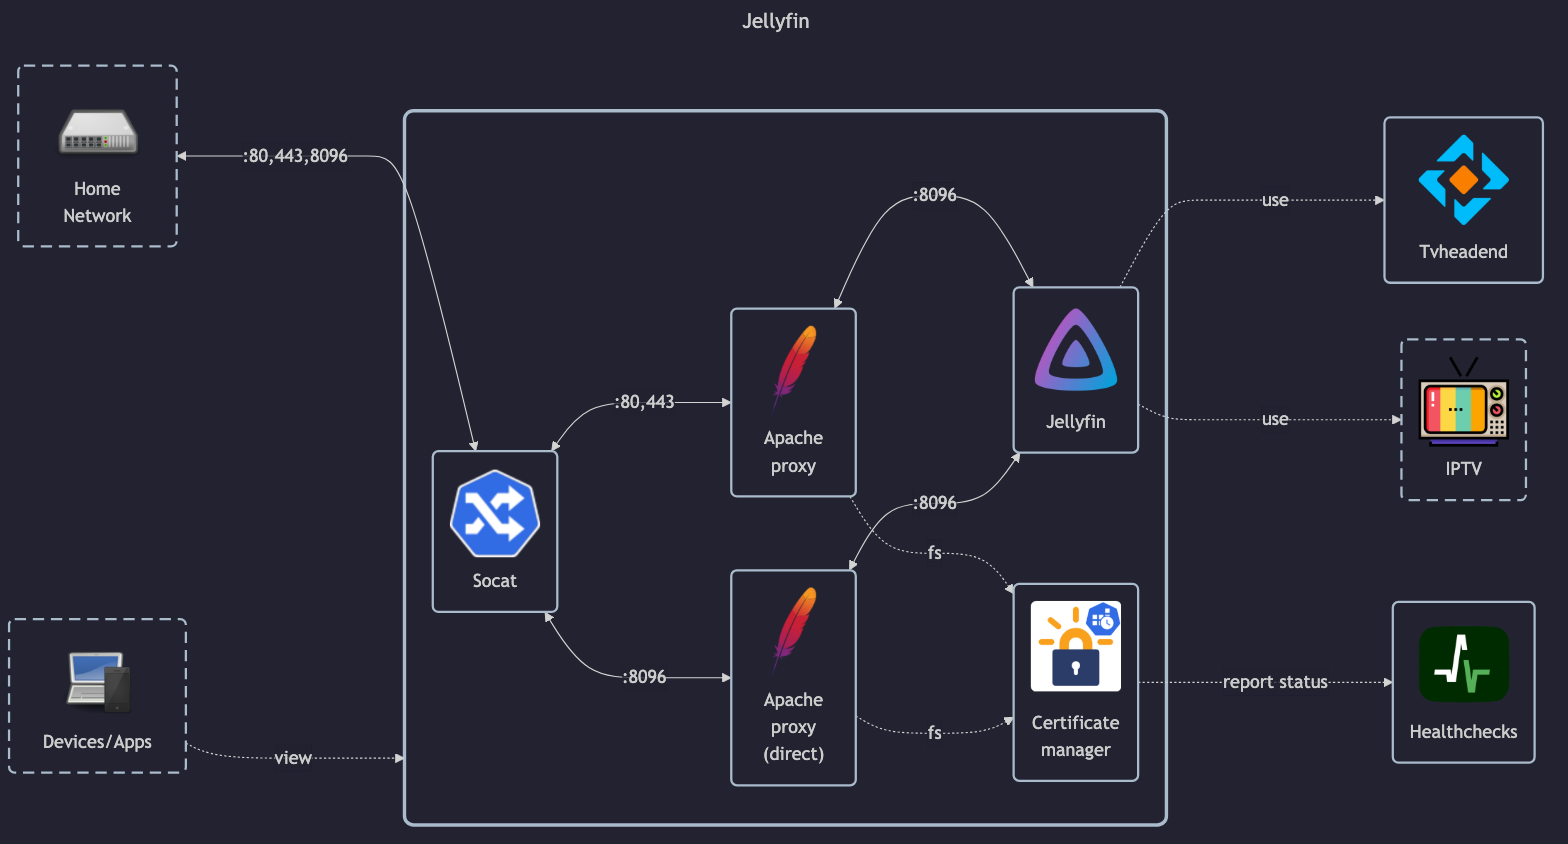 Jellyfin
Home
Network
:80,443,8096
:8096
use
Tvheadend
:80,443
Apache
proxy
Jellyfin
use
IPTV
:8096
fs
Socat
:8096
Apache
proxy
(direct)
fs
Certificate
manager
report status
Healthchecks
Devices/Apps
view